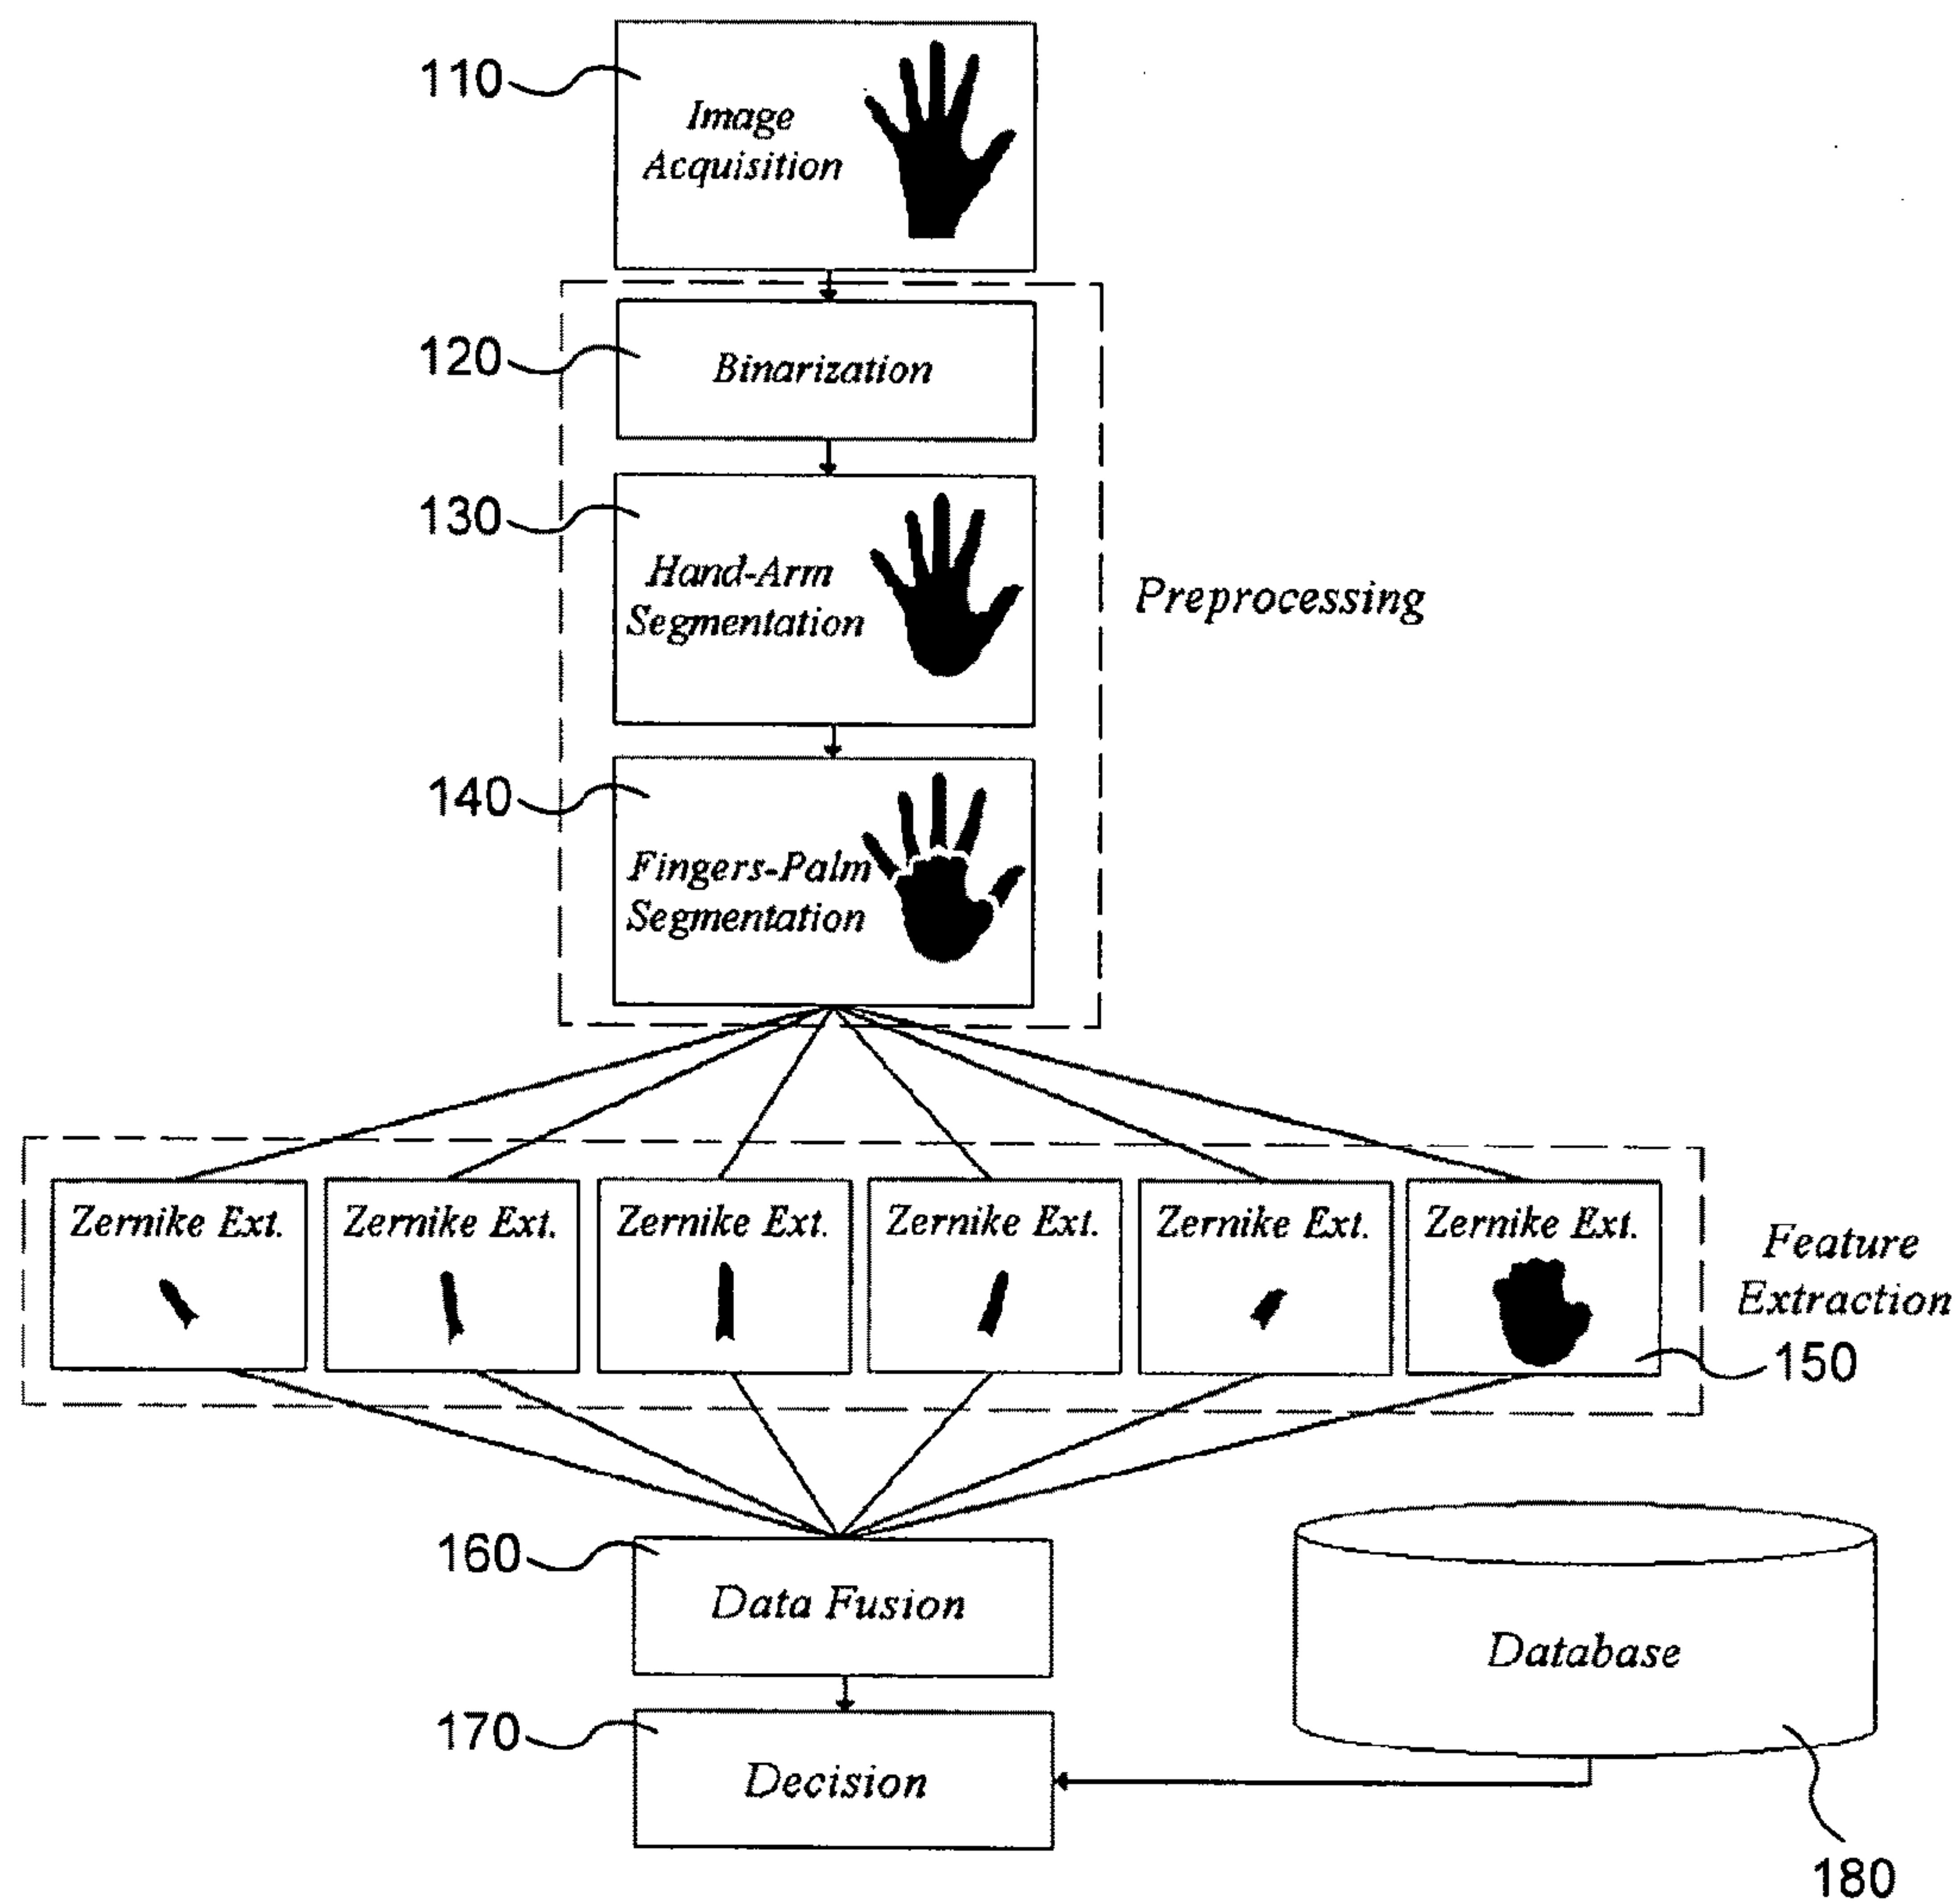 110
Image
Acquisition
120
Binarization
130
Hand-Arm
Segmentation
Preprocessing
140
Fingers-Palm
Segmentation
Zernike Ext.
Zernike Ext.
Zernike Ext.
Zernike Ext.
Zernike Ext.
Zernike Ext.
Feature
Extraction
150
160
Data Fusion
Database
170
Decision
180